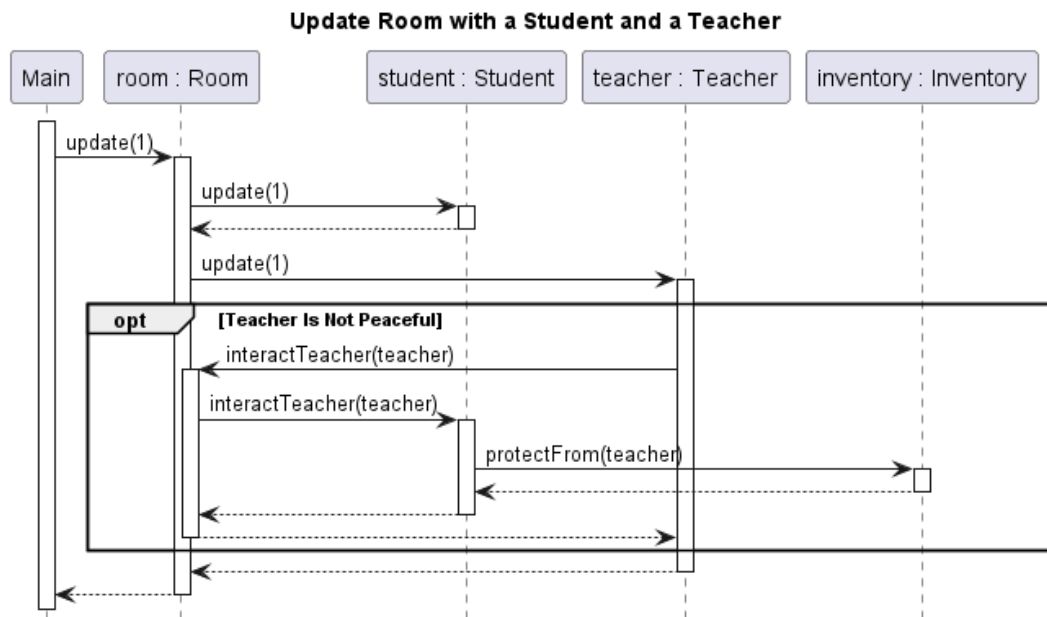 Update Room with a Student and a Teacher
Main
room : Room
student : Student
teacher : Teacher
inventory : Inventory
update(1)
update(1)
update(1)
opt
[Teacher Is Not Peaceful]
interactTeacher(teacher)
interactTeacher(teacher)
protectFrom(teacher)